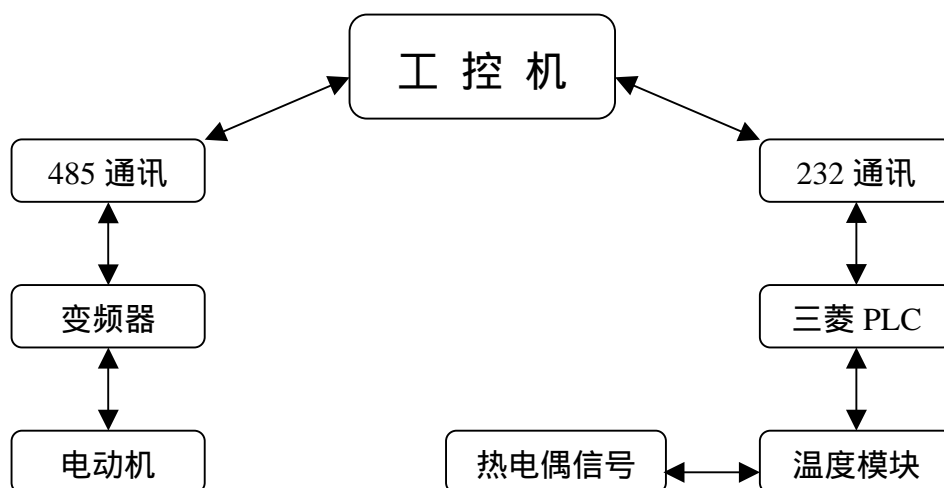 工 控 机
485 通讯
232 通讯
变频器
三菱 PLC
电动机
热电偶信号
温度模块